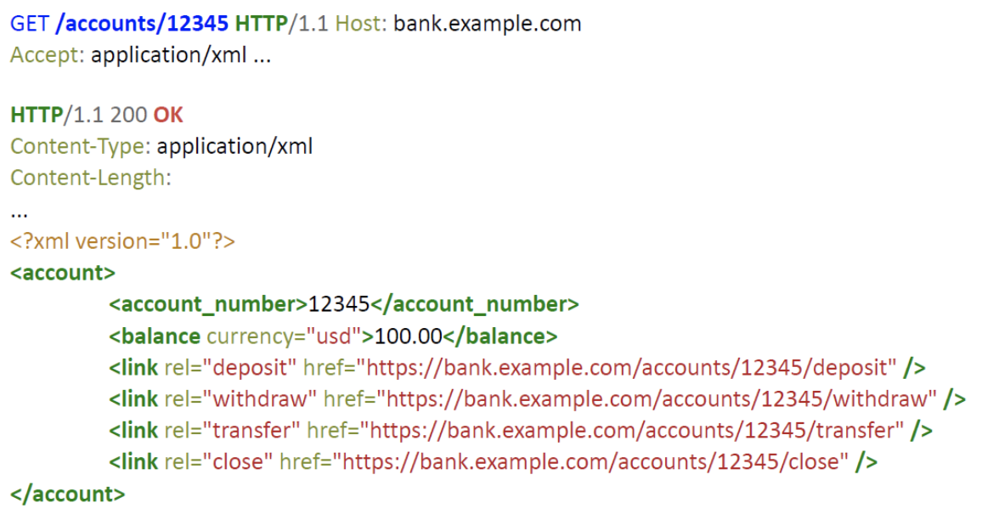 GET /accounts/12345 HTTP/1.1 Host: bank.example.com
Accept: application/xml ...
HTTP/1.1 200 OK
Content-Type: application/xml
Content-Length:
...
<?xml version="1.0"?>
<account>
<account_number>12345</account_number>
<balance currency="usd">100.00</balance>
<link rel="deposit" href="https://bank.example.com/accounts/12345/deposit" />
<link rel="withdraw" href="https://bank.example.com/accounts/12345/withdraw" />
<link rel="transfer" href="https://bank.example.com/accounts/12345/transfer" />
<link rel="close" href="https://bank.example.com/accounts/12345/close" />
</account>